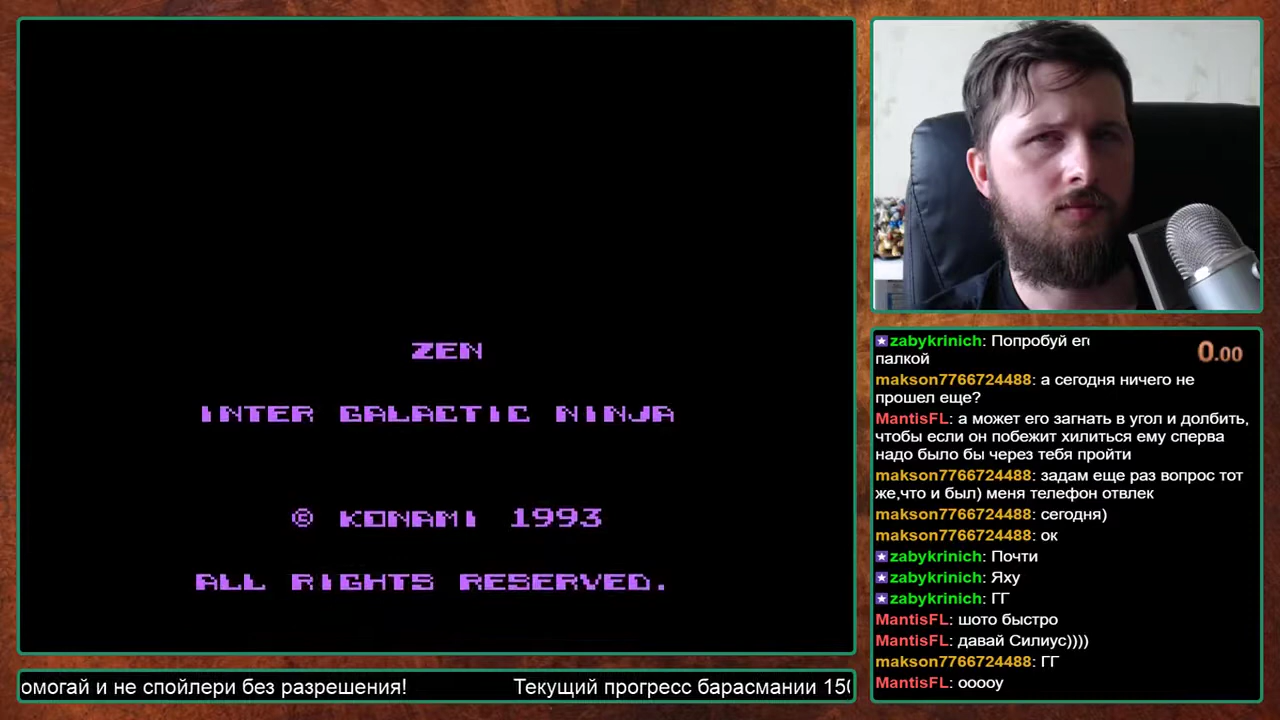 ZEN
INTER GALACTIC NINJA
© KONAMI 1993
ALL RIGHTS RESERVED.
zabykrinich: Попробуй его
палкой
0.00
makson7766724488: а сегодня ничего не
прошел еще?
MantisFL: а может его загнать в угол и долбить,
чтобы если он побежит хилиться ему сперва
надо было бы через тебя пройти
makson7766724488: задам еще раз вопрос тот
же,что и был) меня телефон отвлек
makson7766724488: сегодня)
makson7766724488: ок
zabykrinich: Почти
zabykrinich: Яху
zabykrinich: ГГ
MantisFL: шото быстро
MantisFL: давай Силиус))))
makson7766724488: ГГ
MantisFL: ооооу
омогай и не спойлери без разрешения! Текущий прогресс барасмании 150